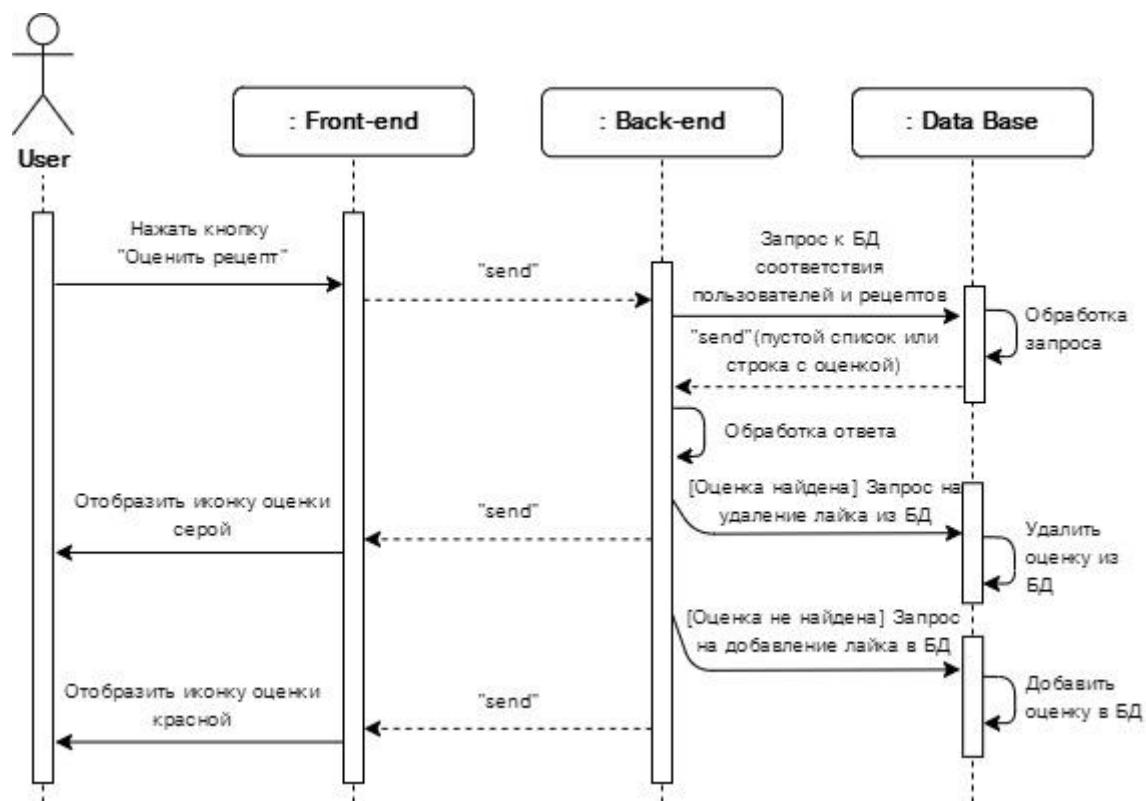 User
: Front-end
: Back-end
: Data Base
Нажать кнопку
"Оценить рецепт"
"send"
Запрос к БД
соответствия
пользователей и рецептов
Обработка
запроса
"send"(пустой список или
строка с оценкой)
Обработка ответа
[Оценка найдена] Запрос на
удаление лайка из БД
Удалить
оценку из
БД
"send"
Отобразить иконку оценки
серой
[Оценка не найдена] Запрос
на добавление лайка в БД
Добавить
оценку в БД
"send"
Отобразить иконку оценки
красной